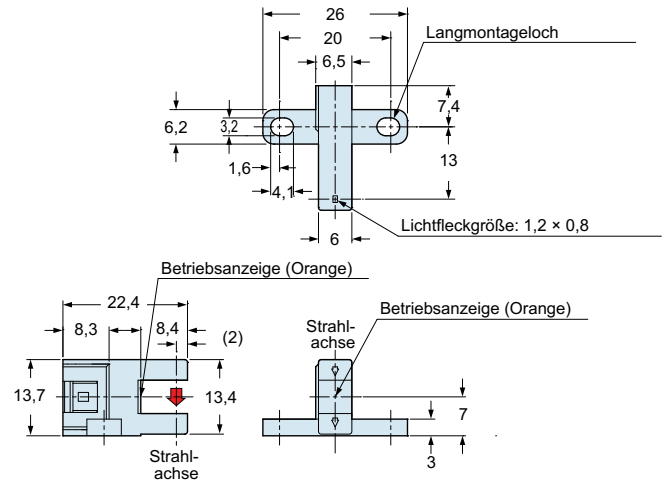 26
20
Langmontageloch
6,5
7,4
6,2
3,2
13
1,6
4,1
Lichtfleckgröße: 1,2 × 0,8
6
Betriebsanzeige (Orange)
22,4
Betriebsanzeige (Orange)
8,3
8,4
(2)
Strahl-
achse
13,7
13,4
7
3
Strahl-
achse